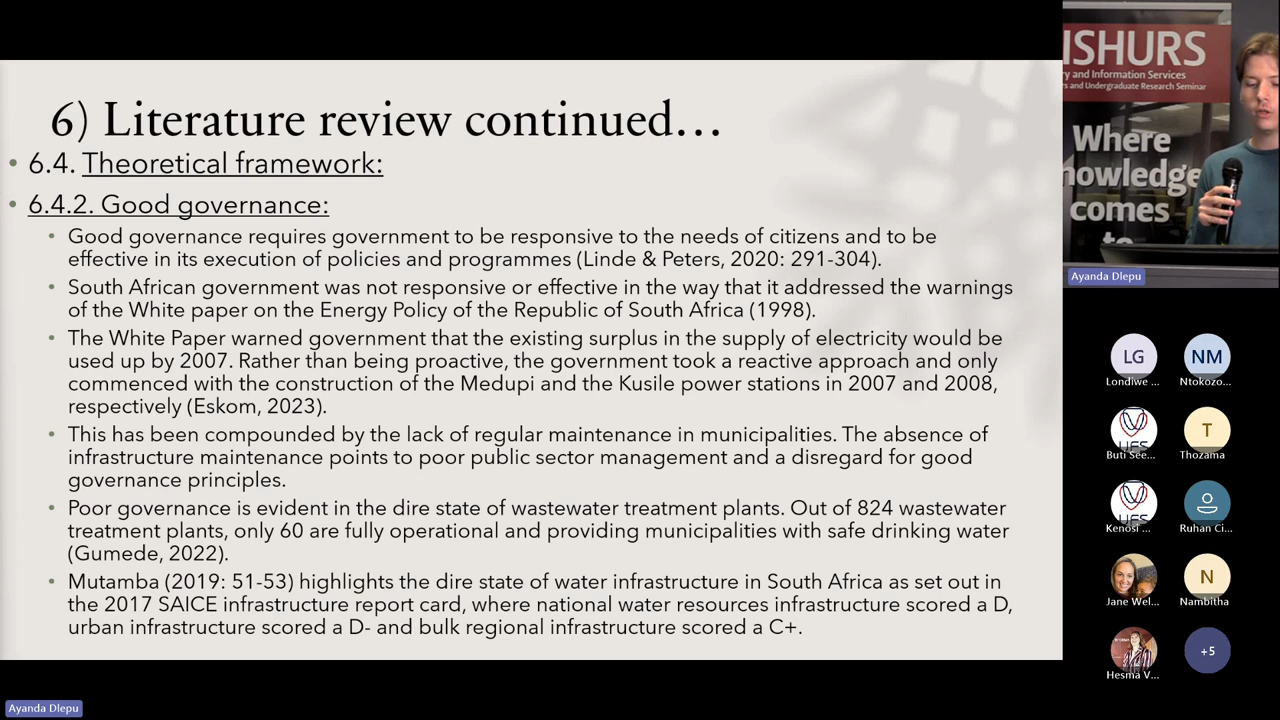 6) Literature review continued...
• 6.4. Theoretical framework:
• 6.4.2. Good governance:
• Good governance requires government to be responsive to the needs of citizens and to be
effective in its execution of policies and programmes (Linde & Peters, 2020: 291-304).
• South African government was not responsive or effective in the way that it addressed the warnings
of the White paper on the Energy Policy of the Republic of South Africa (1998).
• The White Paper warned government that the existing surplus in the supply of electricity would be
used up by 2007. Rather than being proactive, the government took a reactive approach and only
commenced with the construction of the Medupi and the Kusile power stations in 2007 and 2008,
respectively (Eskom, 2023).
• This has been compounded by the lack of regular maintenance in municipalities. The absence of
infrastructure maintenance points to poor public sector management and a disregard for good
governance principles.
• Poor governance is evident in the dire state of wastewater treatment plants. Out of 824 wastewater
treatment plants, only 60 are fully operational and providing municipalities with safe drinking water
(Gumede, 2022).
• Mutamba (2019: 51-53) highlights the dire state of water infrastructure in South Africa as set out in
the 2017 SAICE infrastructure report card, where national water resources infrastructure scored a D,
urban infrastructure scored a D- and bulk regional infrastructure scored a C+.
ISHURS
ry and Information Services
rs and Undergraduate Research Seminar
Where
nowledge
comes
to
Ayanda Dlepu
LG
Londiwe ...
NM
Ntokozo...
UFS
Buti See...
T
Thozama
UFS
Kenosi ...
Ruhan Ci...
Jane Wel...
N
Nambitha
Hesma V...
+5
Ayanda Dlepu